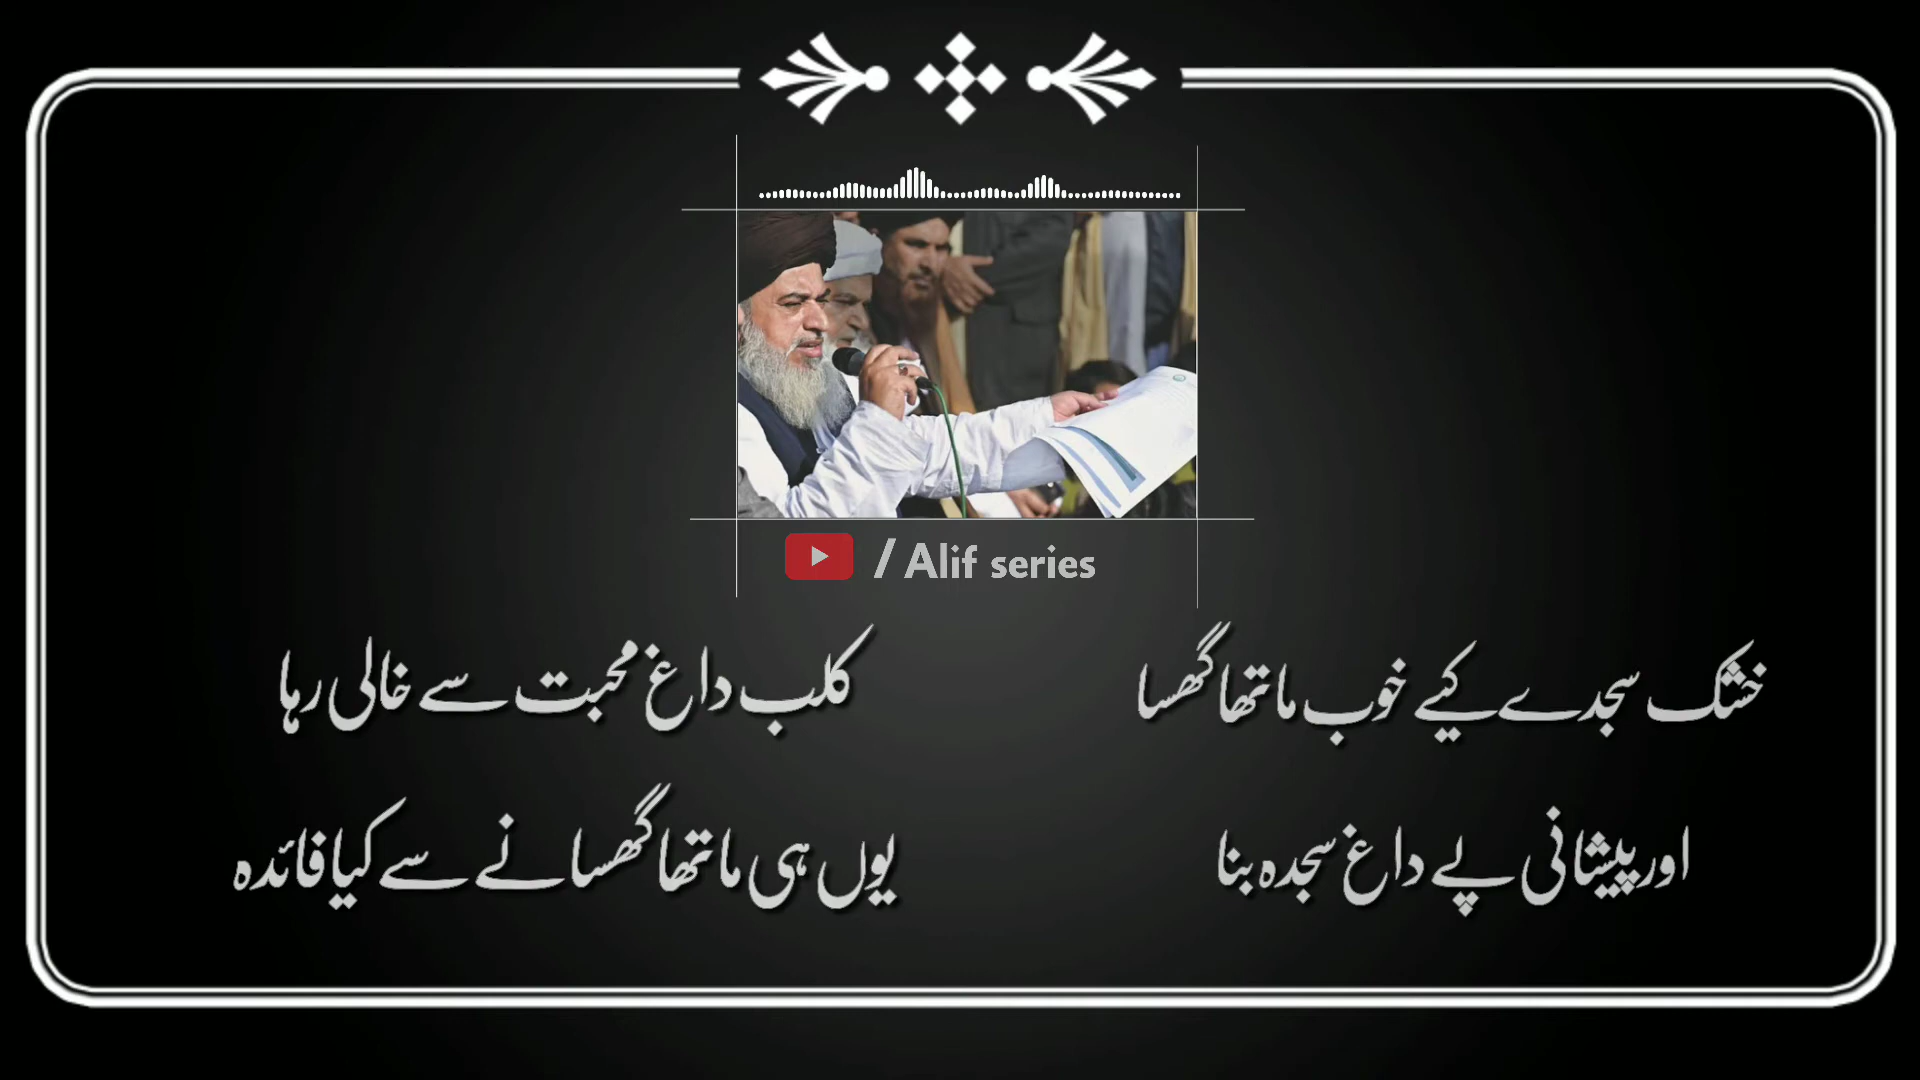 / Alif series
خشک سجدے کیے خوب ماتھا گھسا
کلب داغ محبت سے خالی رہا
اور پیشانی پے داغ سجدہ بنا
یوں ہی ماتھا گھسانے سے کیا فائدہ